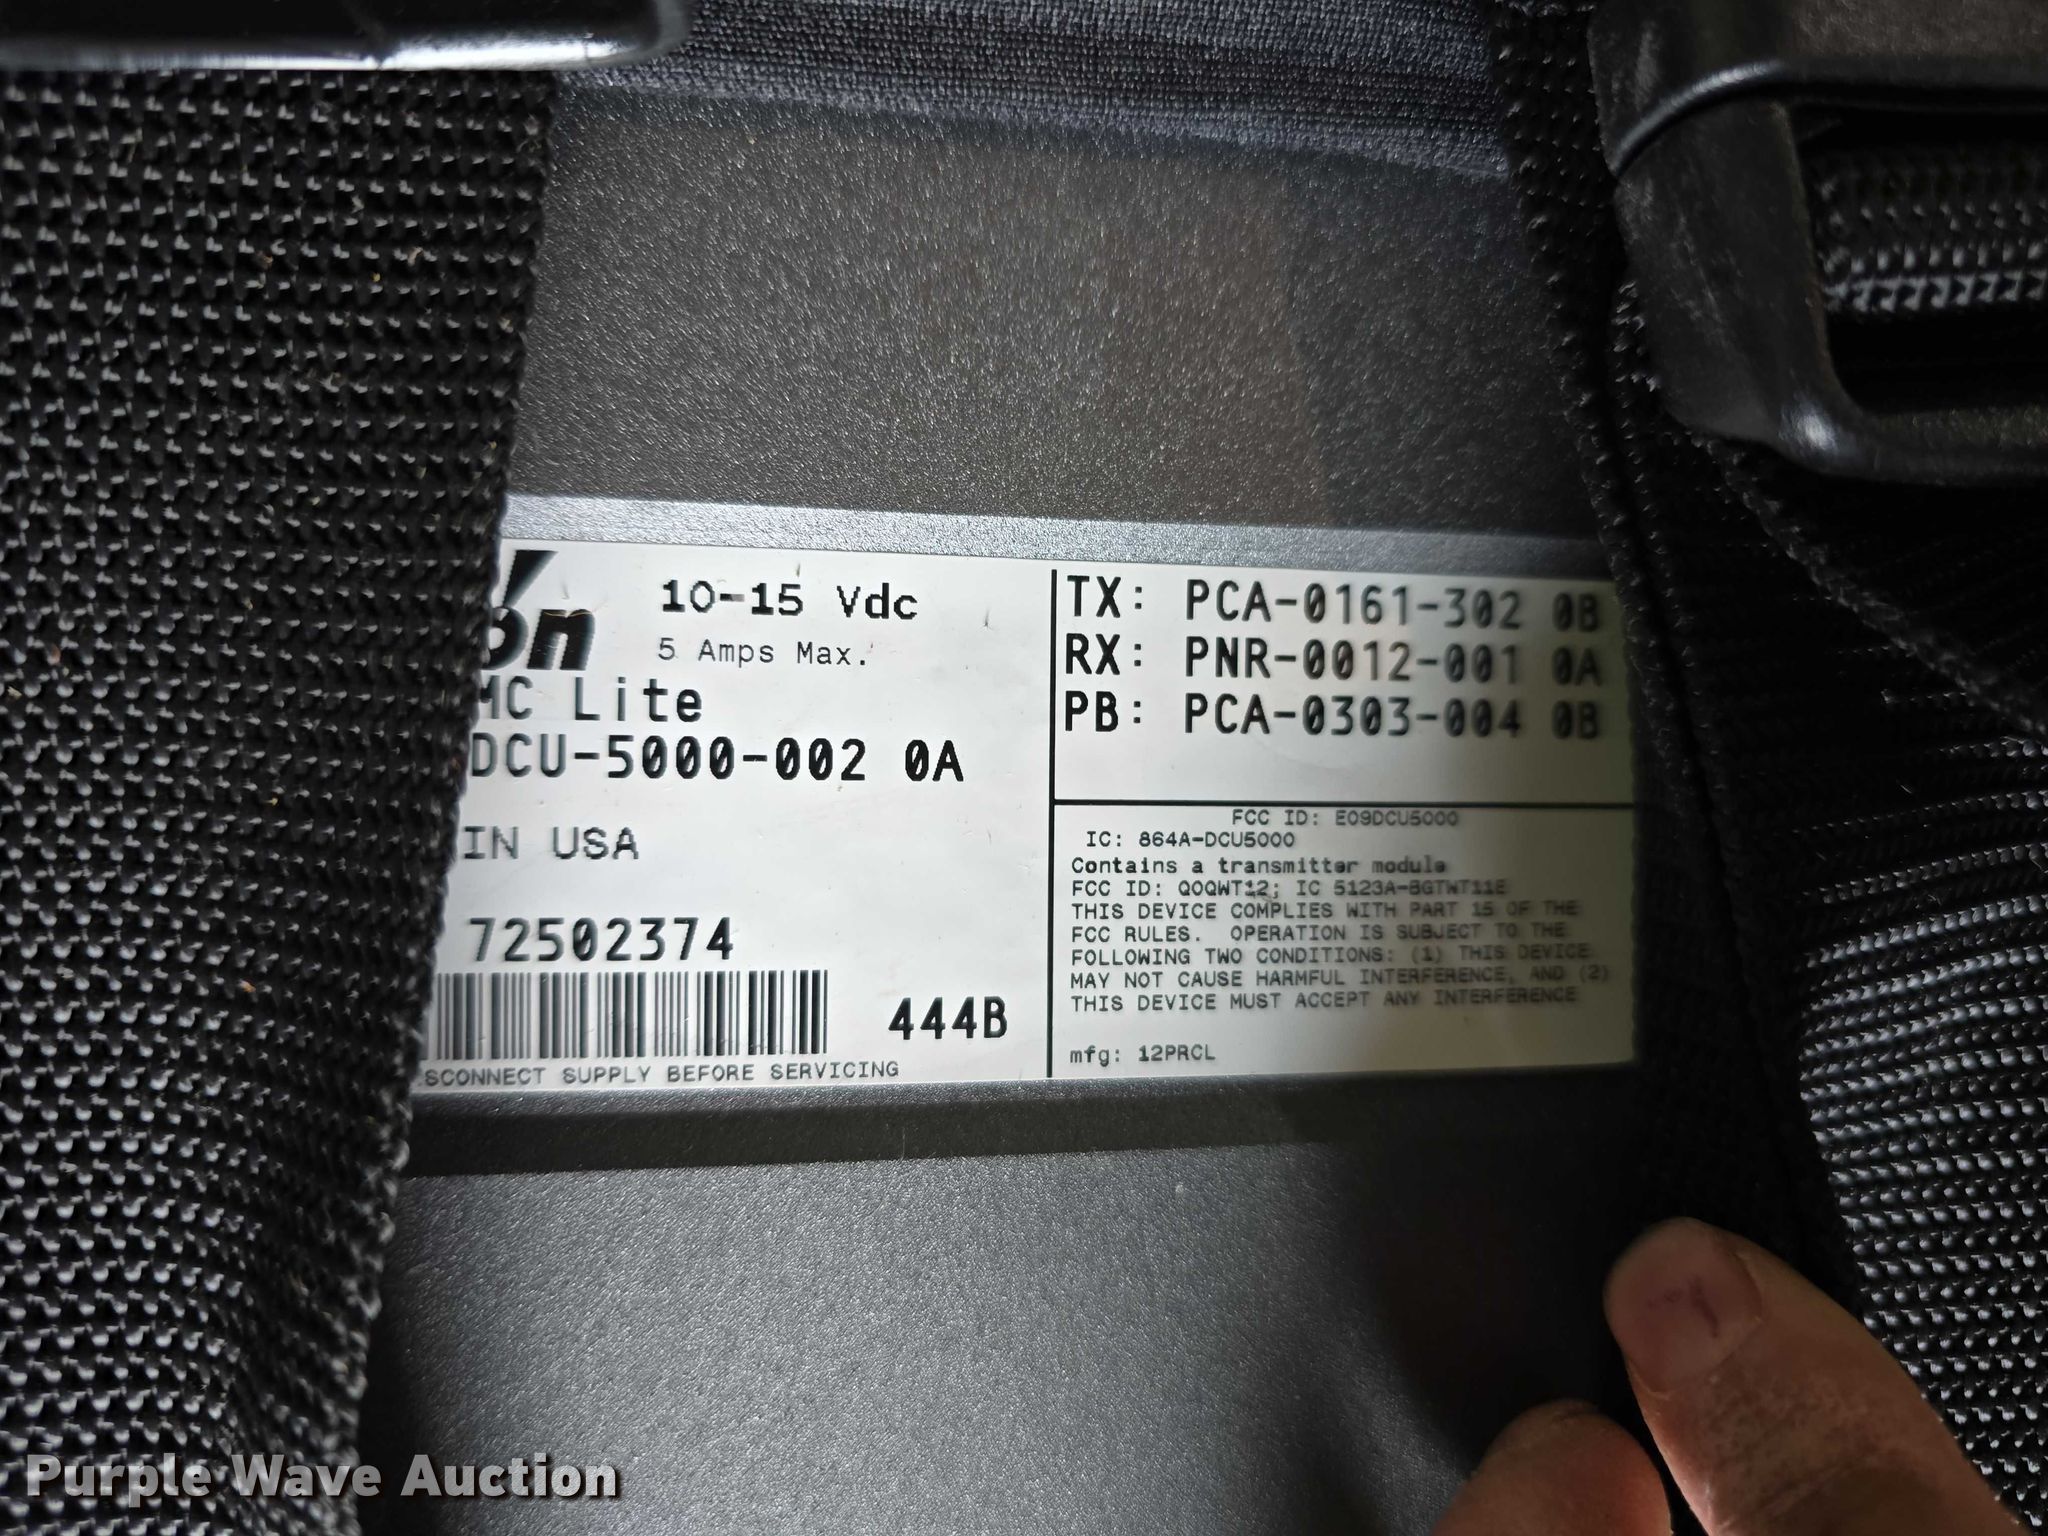 ón
10-15 Vdc
5 Amps Max.
MC Lite
DCU-5000-002 0A
IN USA
72502374
444B
SCONNECT SUPPLY BEFORE SERVICING
TX: PCA-0161-302 0B
RX: PNR-0012-001 0A
PB: PCA-0303-004 0B
FCC ID: E09DCU5000
IC: 864A-DCU5000
Contains a transmitter module
FCC ID: QOQWT12; IC 5123A-BGTWT11E
THIS DEVICE COMPLIES WITH PART 15 OF THE
FCC RULES. OPERATION IS SUBJECT TO THE
FOLLOWING TWO CONDITIONS: (1) THIS DEVICE
MAY NOT CAUSE HARMFUL INTERFERENCE, AND (2)
THIS DEVICE MUST ACCEPT ANY INTERFERENCE
mfg: 12PRCL
Purple Wave Auction